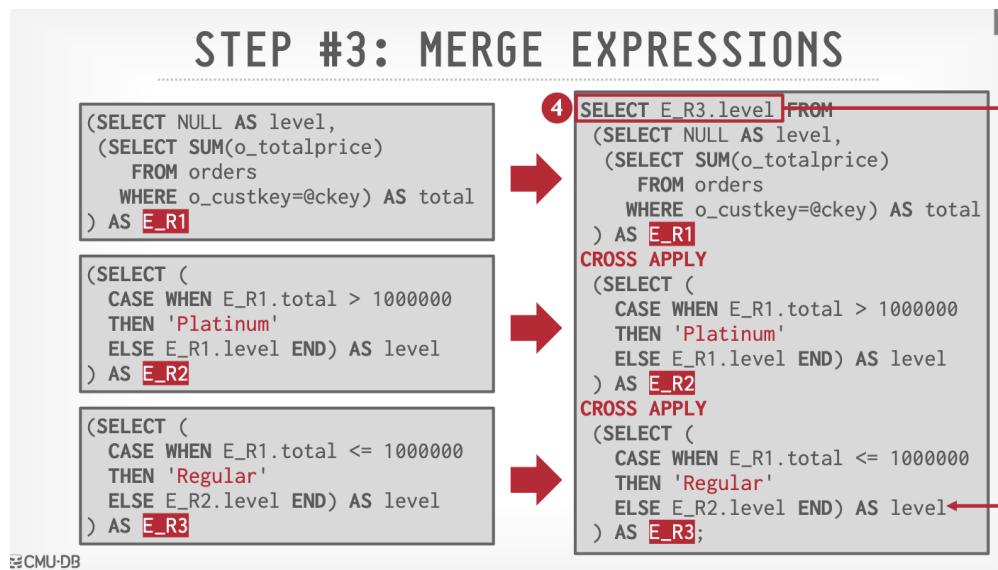 STEP #3: MERGE EXPRESSIONS
(SELECT NULL AS level,
(SELECT SUM(o_totalprice)
FROM orders
WHERE o_custkey=@ckey) AS total
) AS E_R1
(SELECT (
CASE WHEN E_R1.total > 1000000
THEN 'Platinum'
ELSE E_R1.level END) AS level
) AS E_R2
(SELECT (
CASE WHEN E_R1.total <= 1000000
THEN 'Regular'
ELSE E_R2.level END) AS level
) AS E_R3
4
SELECT E_R3.level FROM
(SELECT NULL AS level,
(SELECT SUM(o_totalprice)
FROM orders
WHERE o_custkey=@ckey) AS total
) AS E_R1
CROSS APPLY
(SELECT (
CASE WHEN E_R1.total > 1000000
THEN 'Platinum'
ELSE E_R1.level END) AS level
) AS E_R2
CROSS APPLY
(SELECT (
CASE WHEN E_R1.total <= 1000000
THEN 'Regular'
ELSE E_R2.level END) AS level
) AS E_R3;
CMU·DB